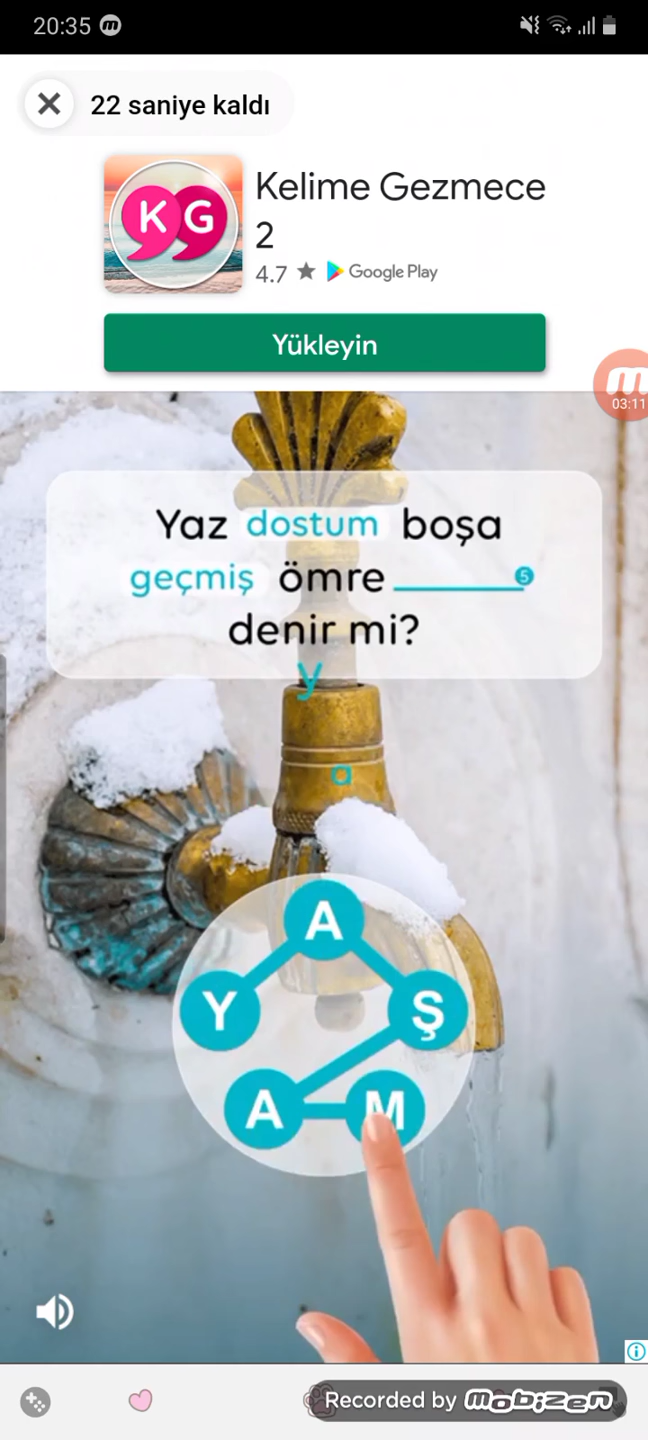 20:35
22 saniye kaldı
KG
Kelime Gezmece
2
4.7 ★ Google Play
Yükleyin
03:11
Yaz dostum boşa
geçmiş ömre 5
denir mi?
y
a
A
Y Ş
A M
Recorded by mobizen